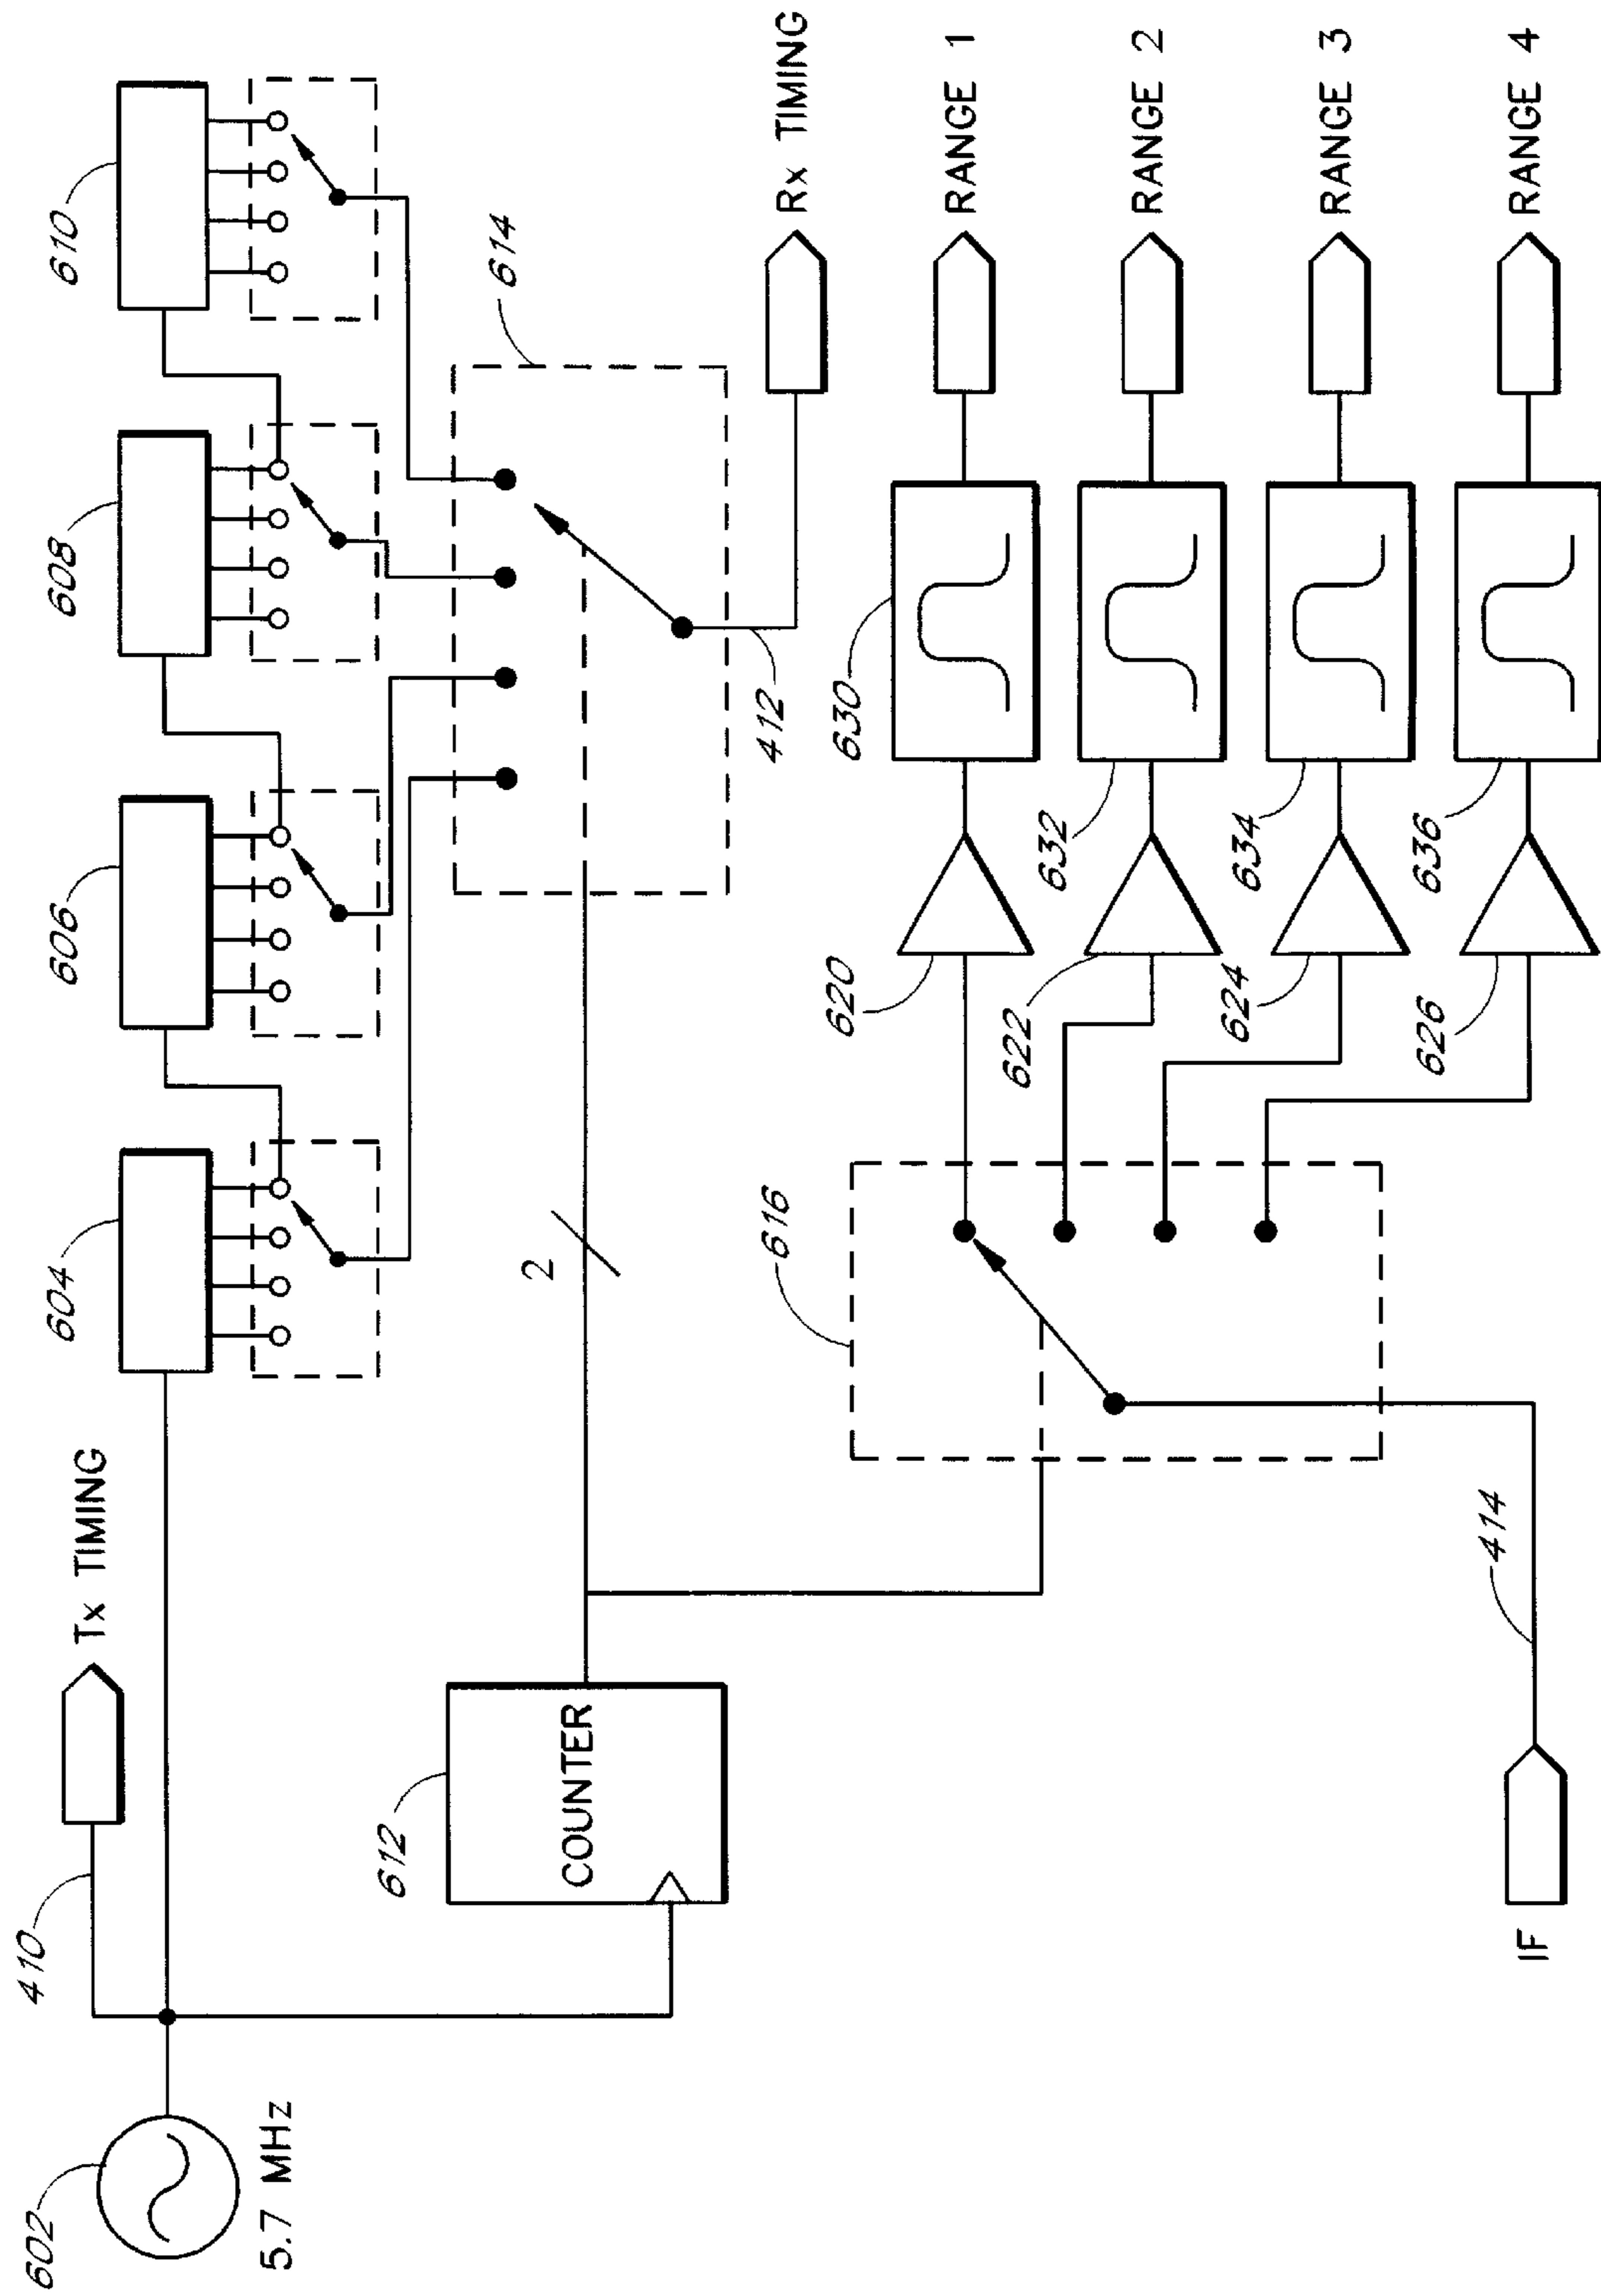 602
5.7 MHz
410
Tx TIMING
604
606
608
610
612
COUNTER
2
614
412
Rx TIMING
616
620
630
RANGE 1
622
632
RANGE 2
624
634
RANGE 3
626
636
RANGE 4
IF
414